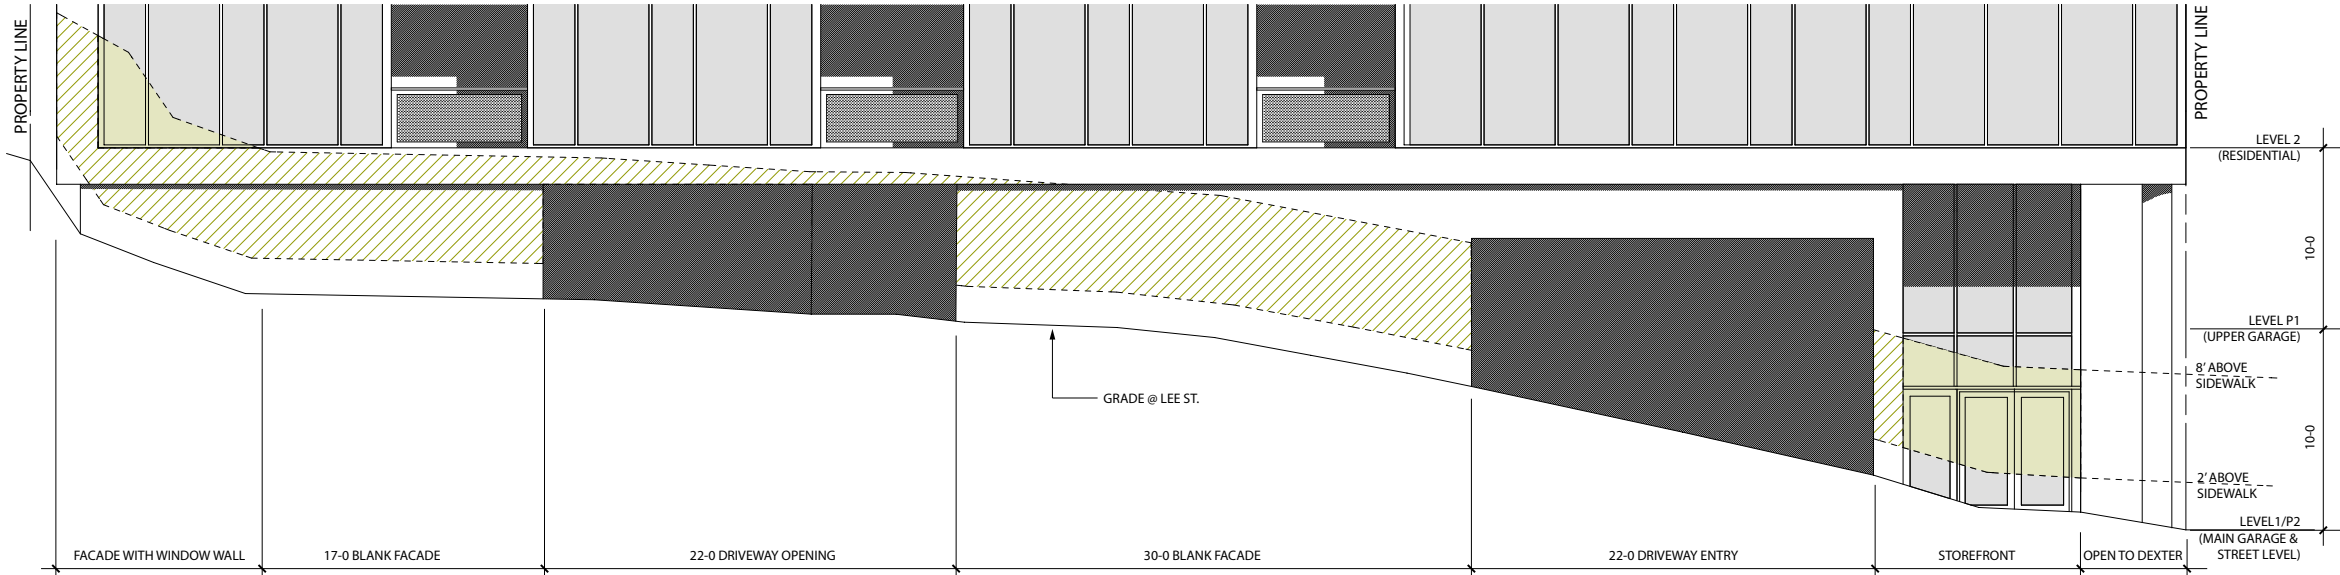 PROPERTY LINE
PROPERTY LINE
LEVEL 2
(RESIDENTIAL)
10-0
LEVEL P1
(UPPER GARAGE)
8' ABOVE
SIDEWALK
GRADE @ LEE ST.
10-0
2' ABOVE
SIDEWALK
LEVEL1/P2
(MAIN GARAGE &
STREET LEVEL)
FACADE WITH WINDOW WALL
17-0 BLANK FACADE
22-0 DRIVEWAY OPENING
30-0 BLANK FACADE
22-0 DRIVEWAY ENTRY
STOREFRONT
OPEN TO DEXTER